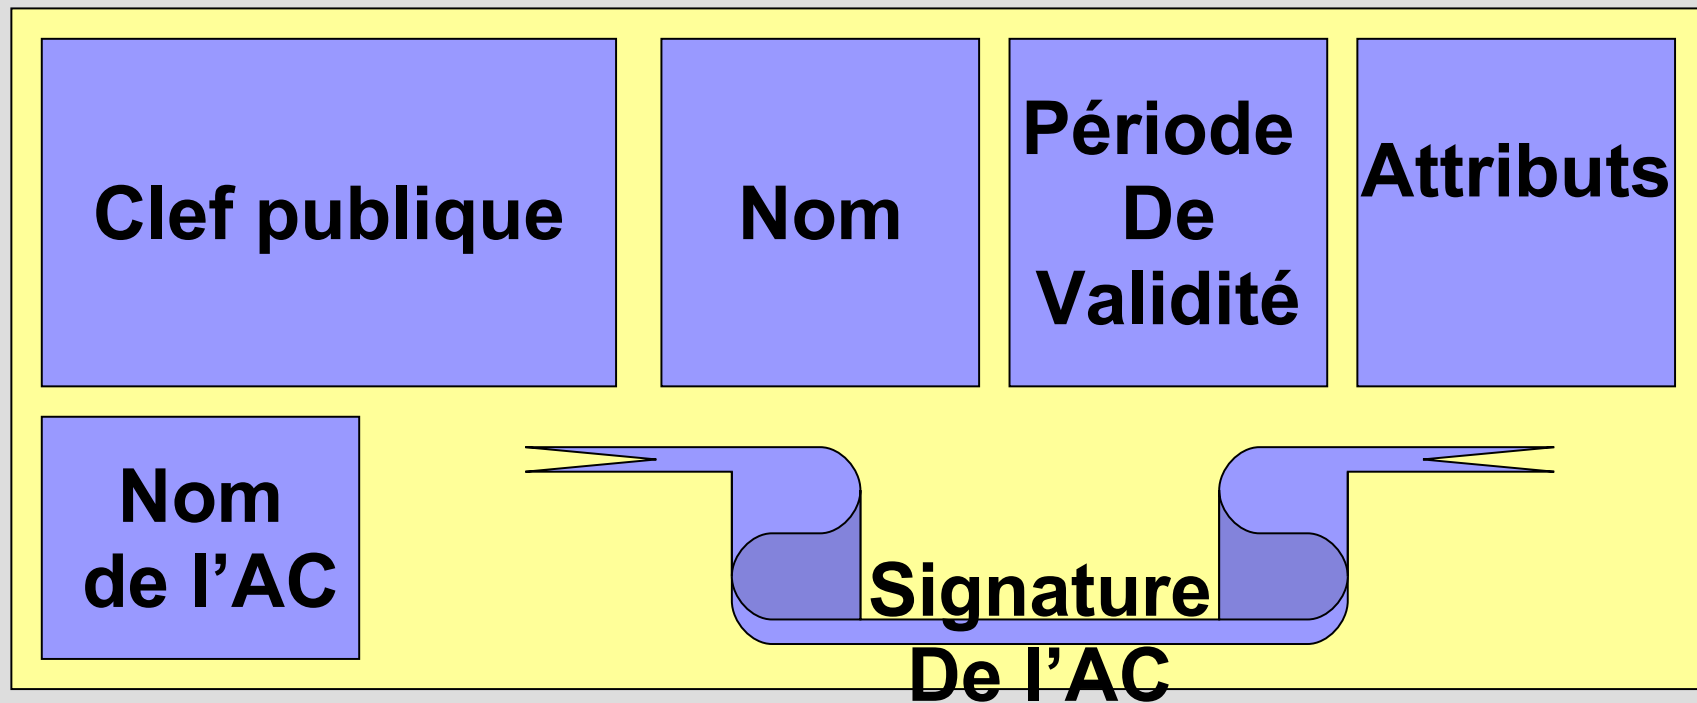 Clef publique
Nom
Période
De
Validité
Attributs
Nom
de l’AC
Signature
De l’AC